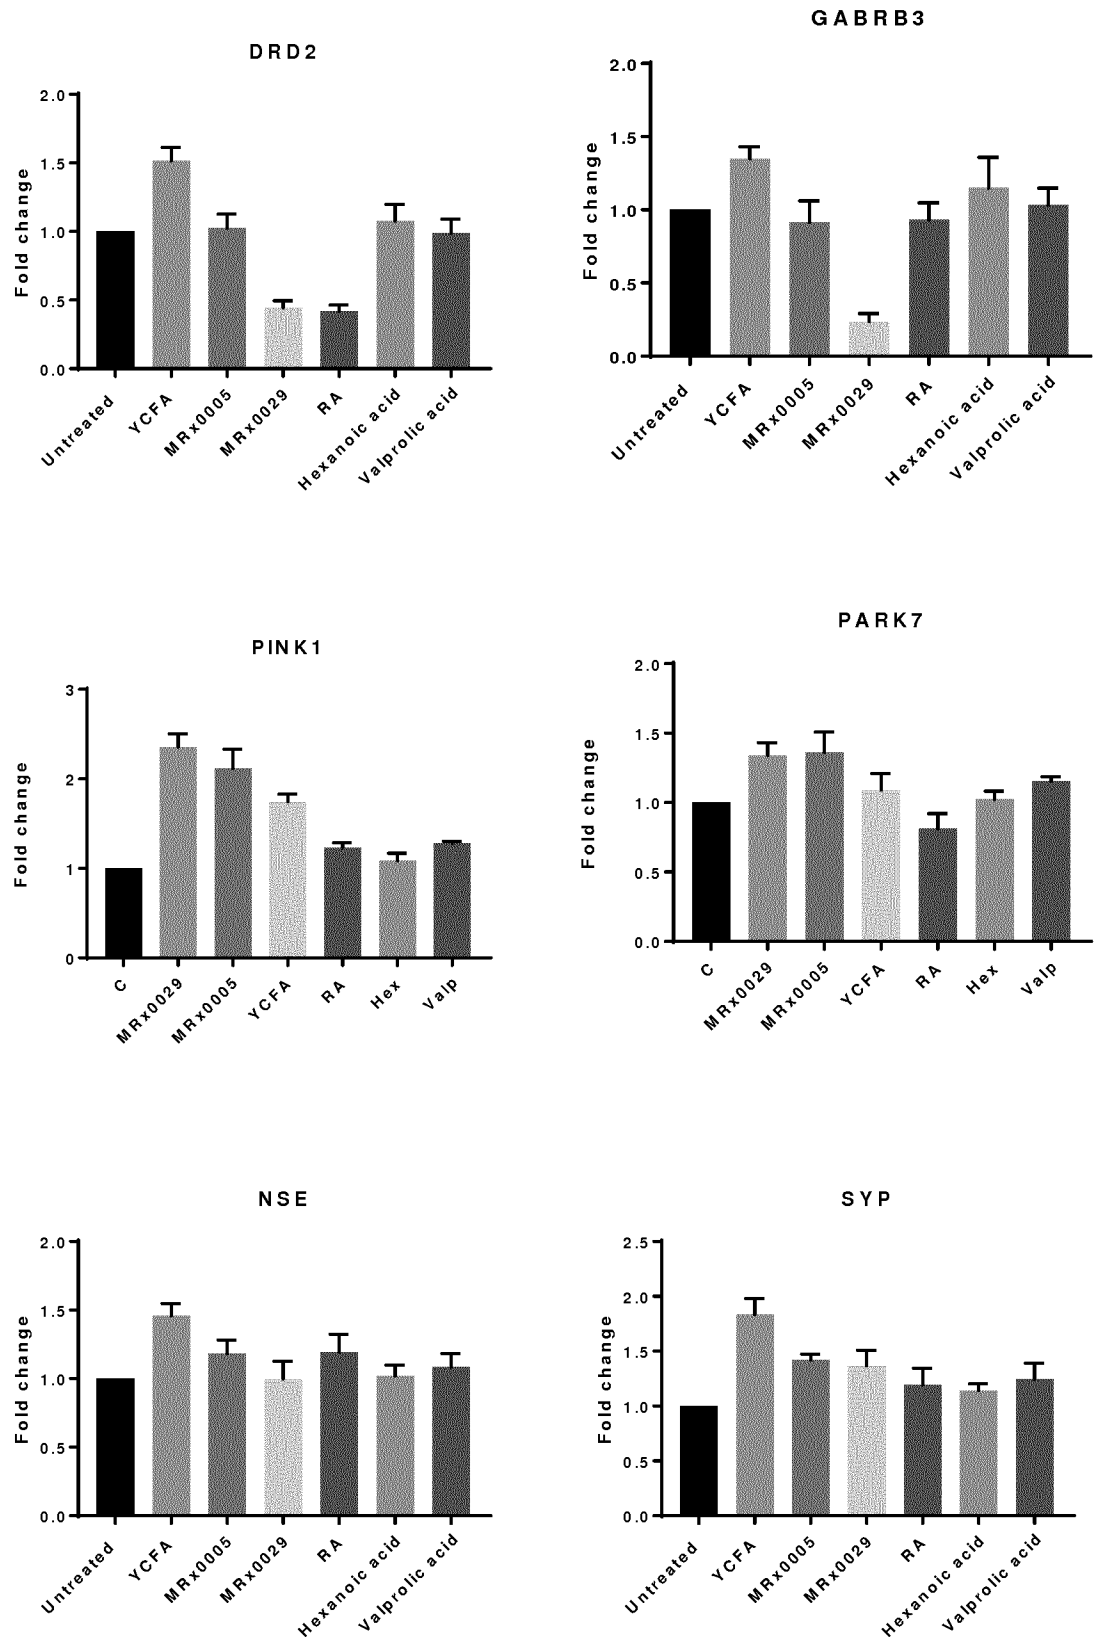 DRD2
Fold change
2.0
1.5
1.0
0.5
0.0
Untreated
YCFA
MRx0005
MRx0029
RA
Hexanoic acid
Valprolic acid
GABRB3
Fold change
2.0
1.5
1.0
0.5
0.0
Untreated
YCFA
MRx0005
MRx0029
RA
Hexanoic acid
Valprolic acid
PINK1
Fold change
3
2
1
0
C
MRx0029
MRx0005
YCFA
RA
Hex
Valp
PARK7
Fold change
2.0
1.5
1.0
0.5
0.0
C
MRx0029
MRx0005
YCFA
RA
Hex
Valp
NSE
Fold change
2.0
1.5
1.0
0.5
0.0
Untreated
YCFA
MRx0005
MRx0029
RA
Hexanoic acid
Valprolic acid
SYP
Fold change
2.5
2.0
1.5
1.0
0.5
0.0
Untreated
YCFA
MRx0005
MRx0029
RA
Hexanoic acid
Valprolic acid